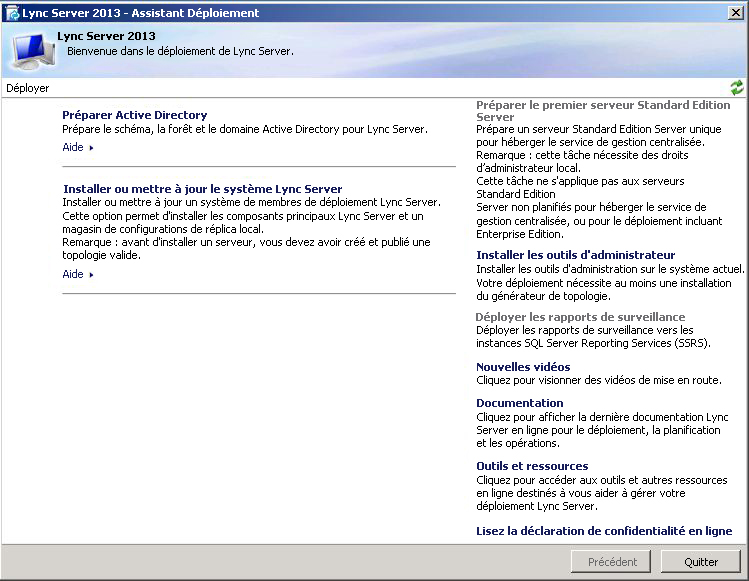 Lync Server 2013 - Assistant Déploiement
Lync Server 2013
Bienvenue dans le déploiement de Lync Server.
Déployer
Préparer Active Directory
Prépare le schéma, la forêt et le domaine Active Directory pour Lync Server.
Aide
Installer ou mettre à jour le système Lync Server
Installer ou mettre à jour un système de membres de déploiement Lync Server.
Cette option permet d'installer les composants principaux Lync Server et un
magasin de configurations de réplica local.
Remarque : avant d'installer un serveur, vous devez avoir créé et publié une
topologie valide.
Aide
Préparer le premier serveur Standard Edition
Server
Prépare un serveur Standard Edition Server unique
pour héberger le service de gestion centralisée.
Remarque : cette tâche nécessite des droits
d'administrateur local.
Cette tâche ne s'applique pas aux serveurs
Standard Edition
Server non planifiés pour héberger le service de
gestion centralisée, ou pour le déploiement incluant
Enterprise Edition.
Installer les outils d'administrateur
Installer les outils d'administration sur le système actuel.
Votre déploiement nécessite au moins une installation
du générateur de topologie.
Déployer les rapports de surveillance
Déployer les rapports de surveillance vers les
instances SQL Server Reporting Services (SSRS).
Nouvelles vidéos
Cliquez pour visionner des vidéos de mise en route.
Documentation
Cliquez pour afficher la dernière documentation Lync
Server en ligne pour le déploiement, la planification
et les opérations.
Outils et ressources
Cliquez pour accéder aux outils et autres ressources
en ligne destinés à vous aider à gérer votre
déploiement Lync Server.
Lisez la déclaration de confidentialité en ligne
Précédent
Quitter